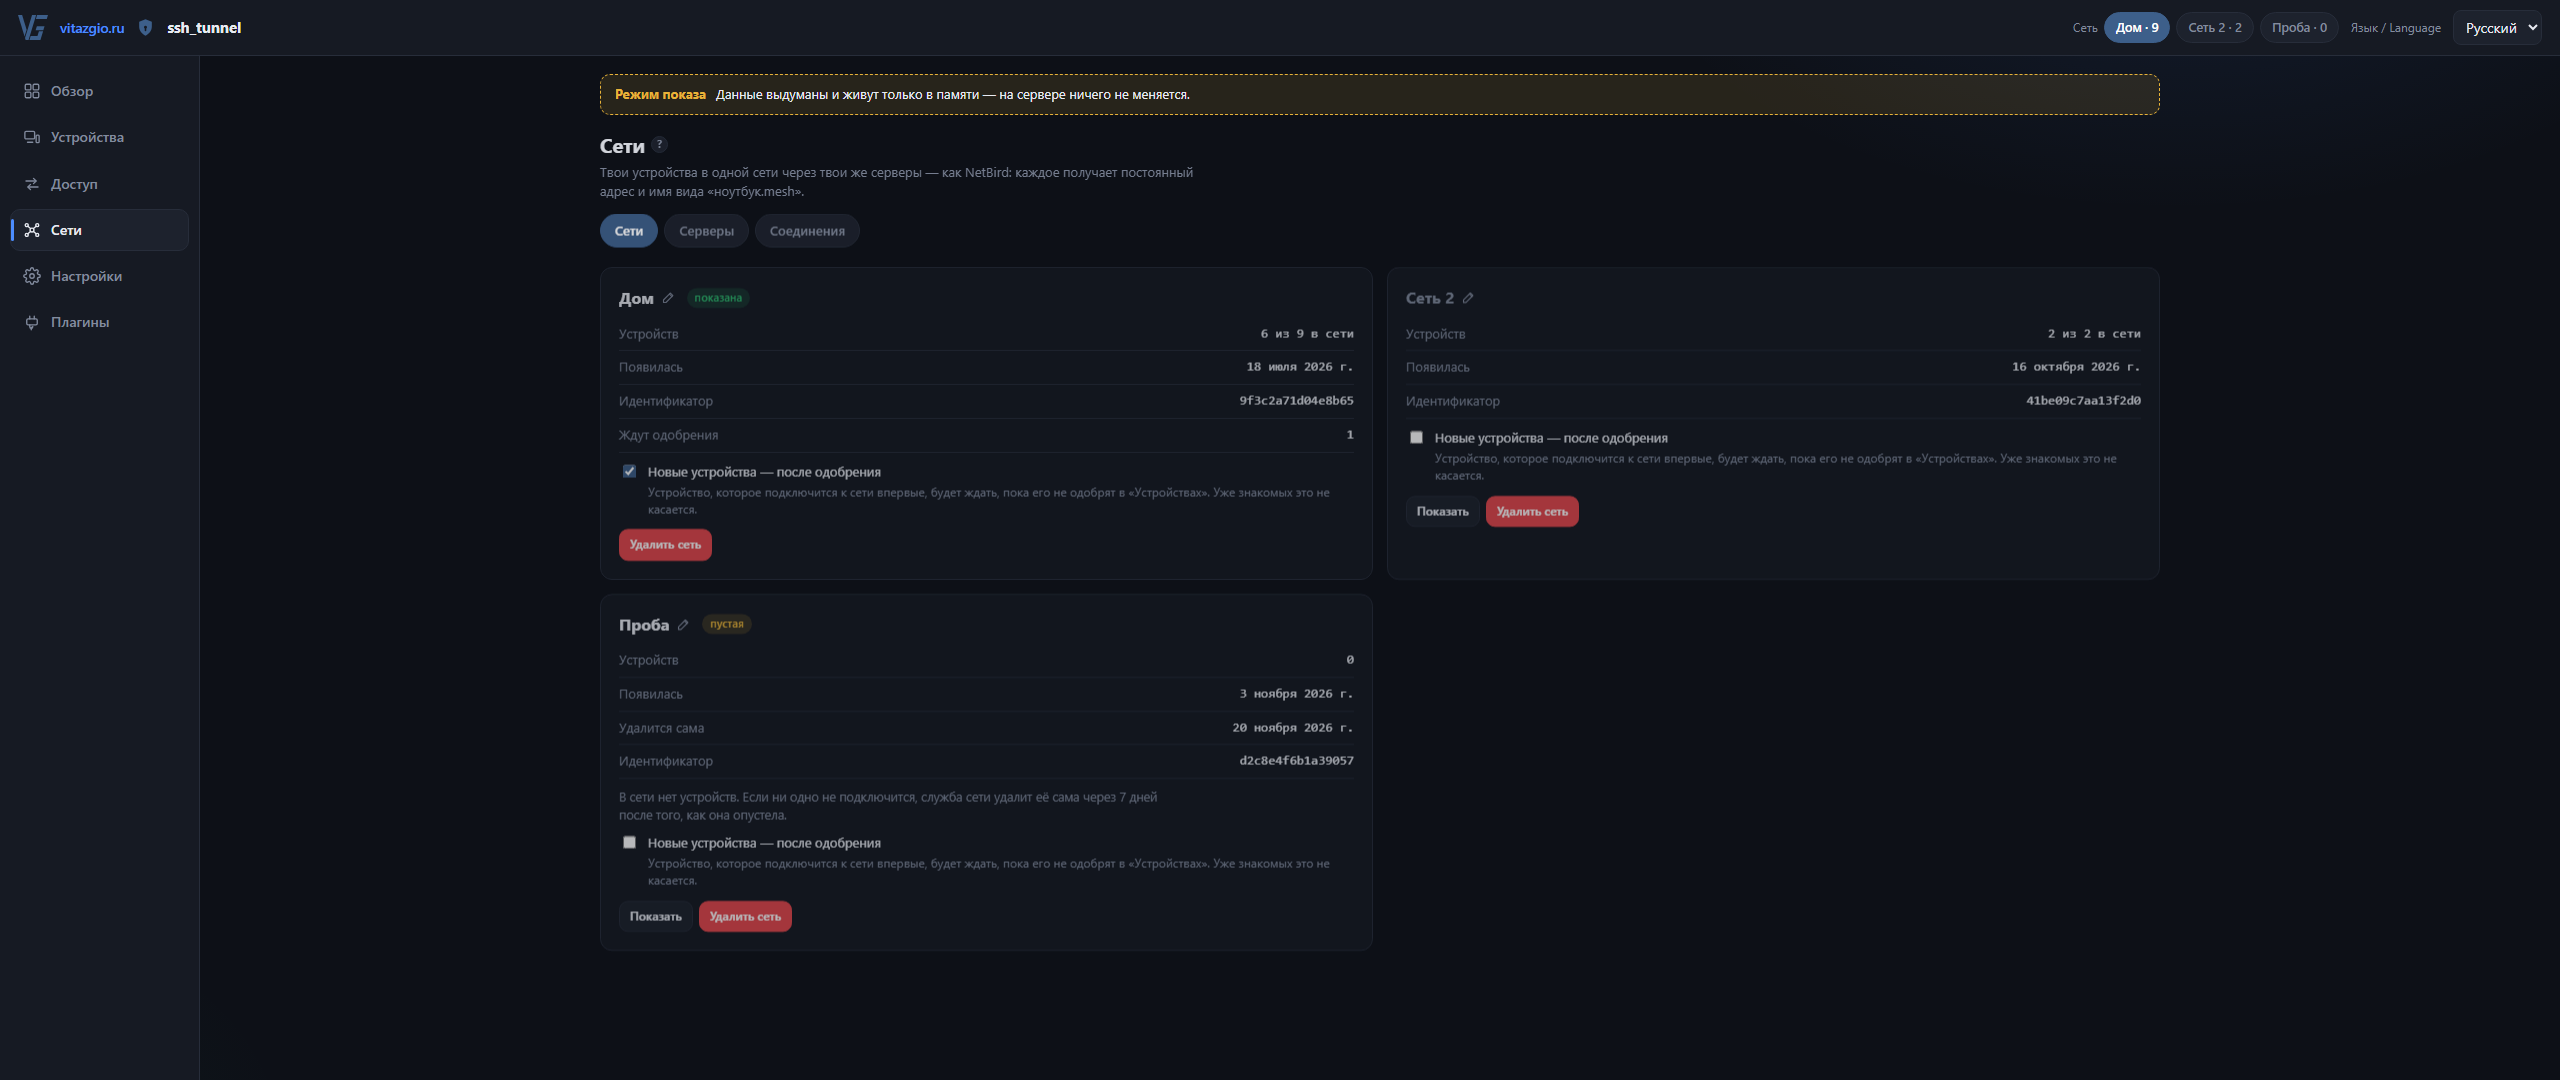 vitazgio.ru ssh_tunnel
Сеть Дом · 9 Сеть 2 · 2 Проба · 0 Язык / Language Русский
Обзор
Устройства
Доступ
Сети
Настройки
Плагины
Режим показа Данные выдуманы и живут только в памяти — на сервере ничего не меняется.
Сети ?
Твои устройства в одной сети через твои же серверы — как NetBird: каждое получает постоянный
адрес и имя вида «ноутбук.mesh».
Сети Серверы Соединения
Дом показана
Устройств 6 из 9 в сети
Появилась 18 июля 2026 г.
Идентификатор 9f3c2a71d04e8b65
Ждут одобрения 1
Новые устройства — после одобрения
Устройство, которое подключится к сети впервые, будет ждать, пока его не одобрят в «Устройствах». Уже знакомых это не
касается.
Удалить сеть
Сеть 2
Устройств 2 из 2 в сети
Появилась 16 октября 2026 г.
Идентификатор 41be09c7aa13f2d0
Новые устройства — после одобрения
Устройство, которое подключится к сети впервые, будет ждать, пока его не одобрят в «Устройствах». Уже знакомых это не
касается.
Показать Удалить сеть
Проба пустая
Устройств 0
Появилась 3 ноября 2026 г.
Удалится сама 20 ноября 2026 г.
Идентификатор d2c8e4f6b1a39057
В сети нет устройств. Если ни одно не подключится, служба сети удалит её сама через 7 дней
после того, как она опустела.
Новые устройства — после одобрения
Устройство, которое подключится к сети впервые, будет ждать, пока его не одобрят в «Устройствах». Уже знакомых это не
касается.
Показать Удалить сеть